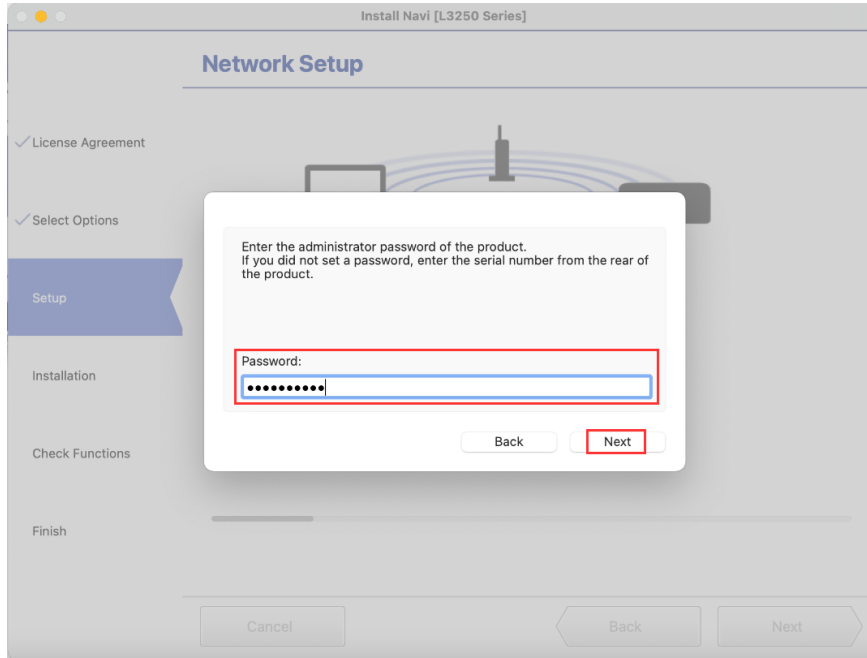 Install Navi [L3250 Series]
Network Setup
License Agreement
Select Options
Setup
Installation
Check Functions
Finish
Enter the administrator password of the product.
If you did not set a password, enter the serial number from the rear of
the product.
Password:
••••••••••
Back
Next
Cancel
Back
Next